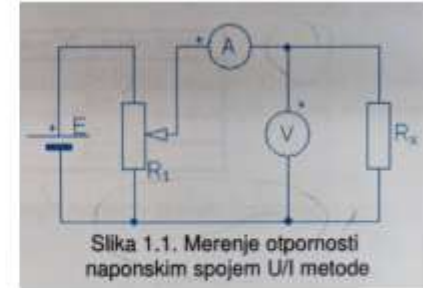 A
E
R₁
V
Rₓ
Slika 1.1. Merenje otpornosti
naponskim spojem U/I metode